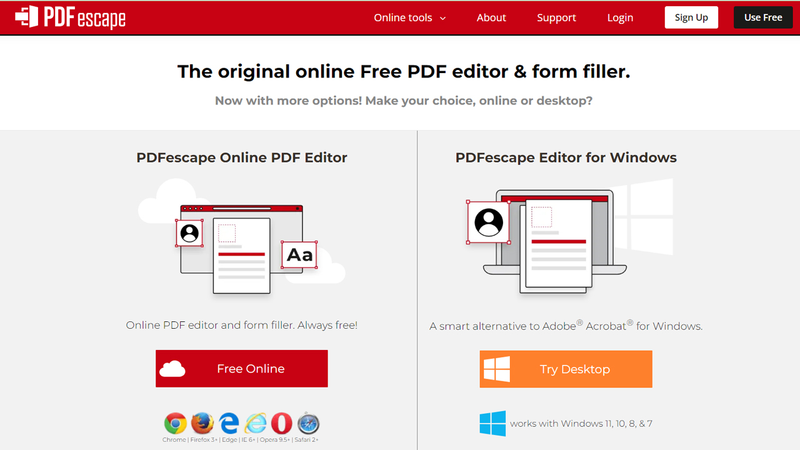 PDFescape
Online tools
About
Support
Login
Sign Up
Use Free
The original online Free PDF editor & form filler.
Now with more options! Make your choice, online or desktop?
PDFescape Online PDF Editor
Aa
Online PDF editor and form filler. Always free!
Free Online
Chrome | Firefox 3+ | Edge | IE 6+ | Opera 9.5+ | Safari 2+
PDFescape Editor for Windows
A smart alternative to Adobe® Acrobat® for Windows.
Try Desktop
works with Windows 11, 10, 8, & 7